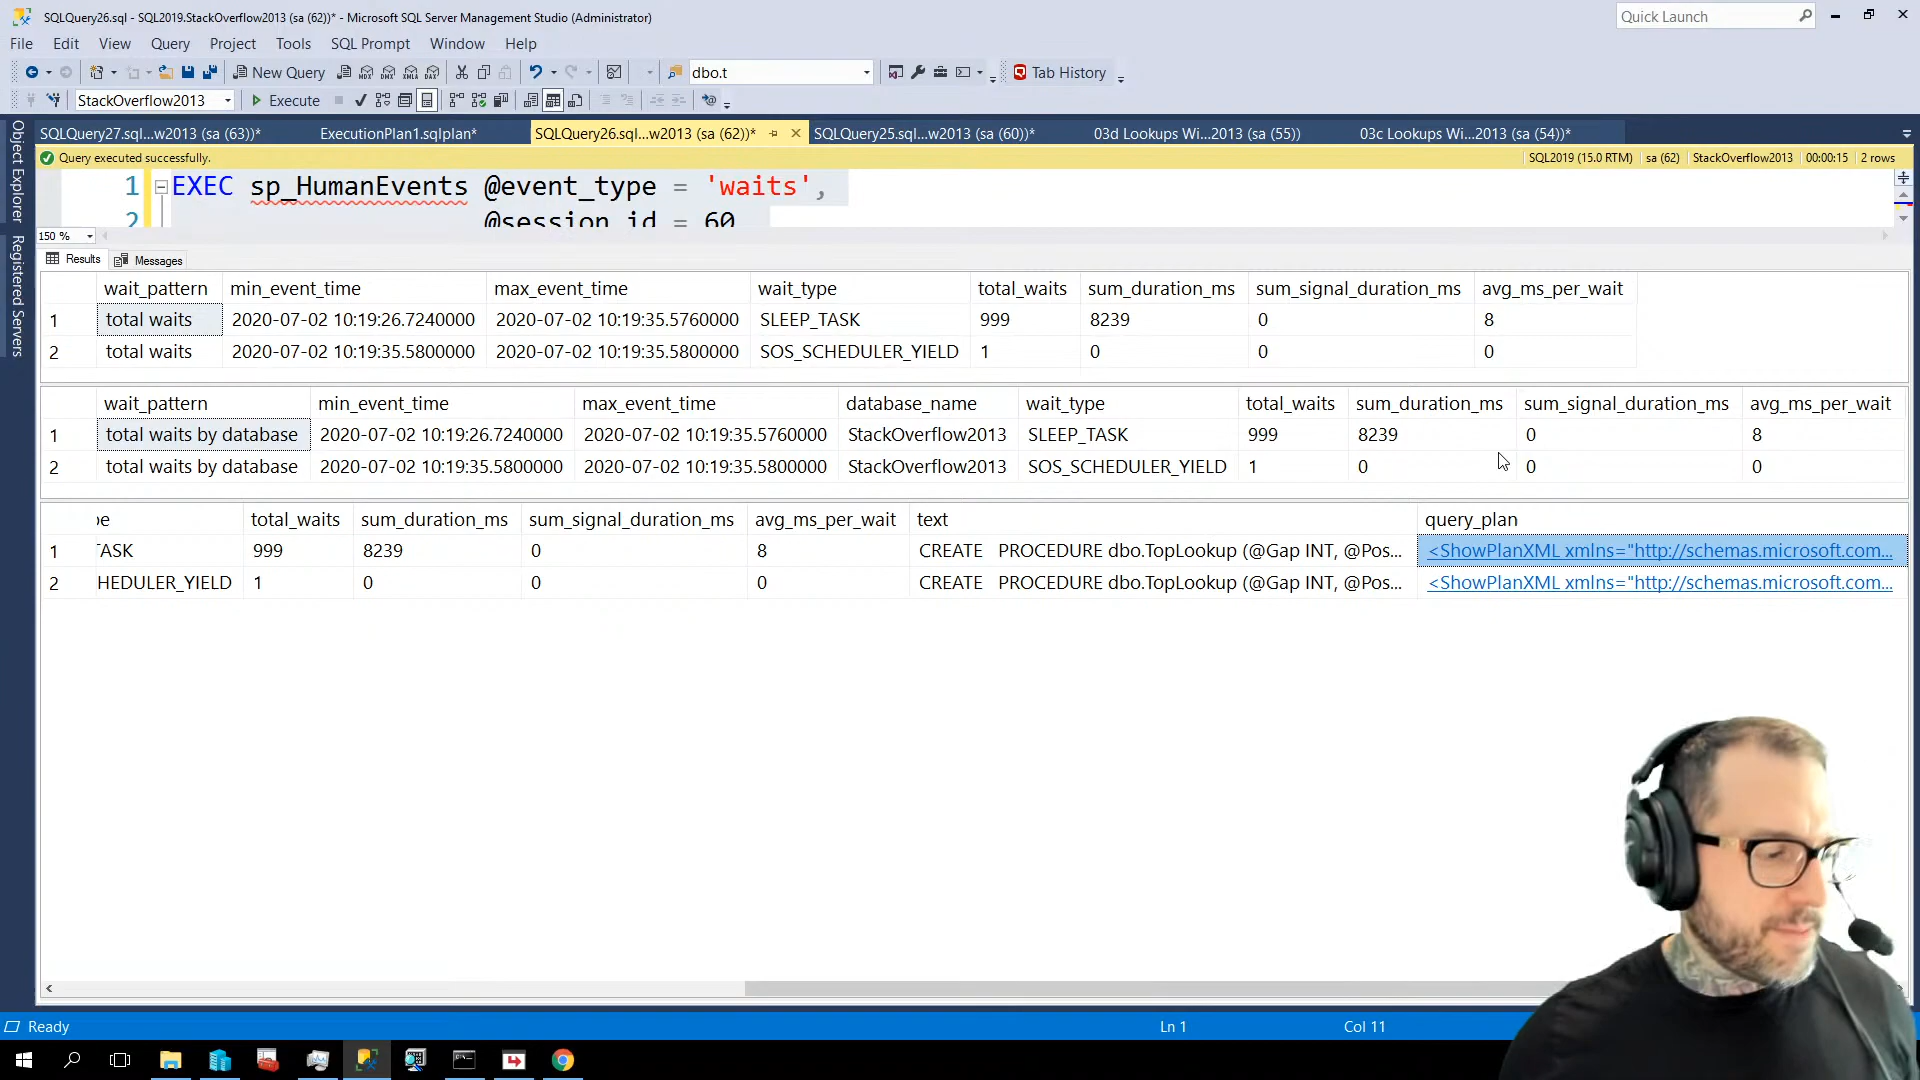 SQLQuery26.sql - SQL2019.StackOverflow2013 (sa (62))* - Microsoft SQL Server Management Studio (Administrator)
Quick Launch
File Edit View Query Project Tools SQL Prompt Window Help
New Query
dbo.t
Tab History
StackOverflow2013
Execute
SQLQuery27.sql...w2013 (sa (63))*
ExecutionPlan1.sqlplan*
SQLQuery26.sql...w2013 (sa (62))*
SQLQuery25.sql...w2013 (sa (60))*
03d Lookups Wi...2013 (sa (55))
03c Lookups Wi...2013 (sa (54))*
Object Explorer
Registered Servers
Query executed successfully.
SQL2019 (15.0 RTM) sa (62) StackOverflow2013 00:00:15 2 rows
1 EXEC sp_HumanEvents @event_type = 'waits',
2 @session_id = 60
150 %
Results Messages
wait_pattern min_event_time max_event_time wait_type total_waits sum_duration_ms sum_signal_duration_ms avg_ms_per_wait
1 total waits 2020-07-02 10:19:26.7240000 2020-07-02 10:19:35.5760000 SLEEP_TASK 999 8239 0 8
2 total waits 2020-07-02 10:19:35.5800000 2020-07-02 10:19:35.5800000 SOS_SCHEDULER_YIELD 1 0 0 0
wait_pattern min_event_time max_event_time database_name wait_type total_waits sum_duration_ms sum_signal_duration_ms avg_ms_per_wait
1 total waits by database 2020-07-02 10:19:26.7240000 2020-07-02 10:19:35.5760000 StackOverflow2013 SLEEP_TASK 999 8239 0 8
2 total waits by database 2020-07-02 10:19:35.5800000 2020-07-02 10:19:35.5800000 StackOverflow2013 SOS_SCHEDULER_YIELD 1 0 0 0
pe total_waits sum_duration_ms sum_signal_duration_ms avg_ms_per_wait text query_plan
1 TASK 999 8239 0 8 CREATE PROCEDURE dbo.TopLookup (@Gap INT, @Pos... <ShowPlanXML xmlns="http://schemas.microsoft.com...
2 HEDULER_YIELD 1 0 0 0 CREATE PROCEDURE dbo.TopLookup (@Gap INT, @Pos... <ShowPlanXML xmlns="http://schemas.microsoft.com...
Ready
Ln 1
Col 11